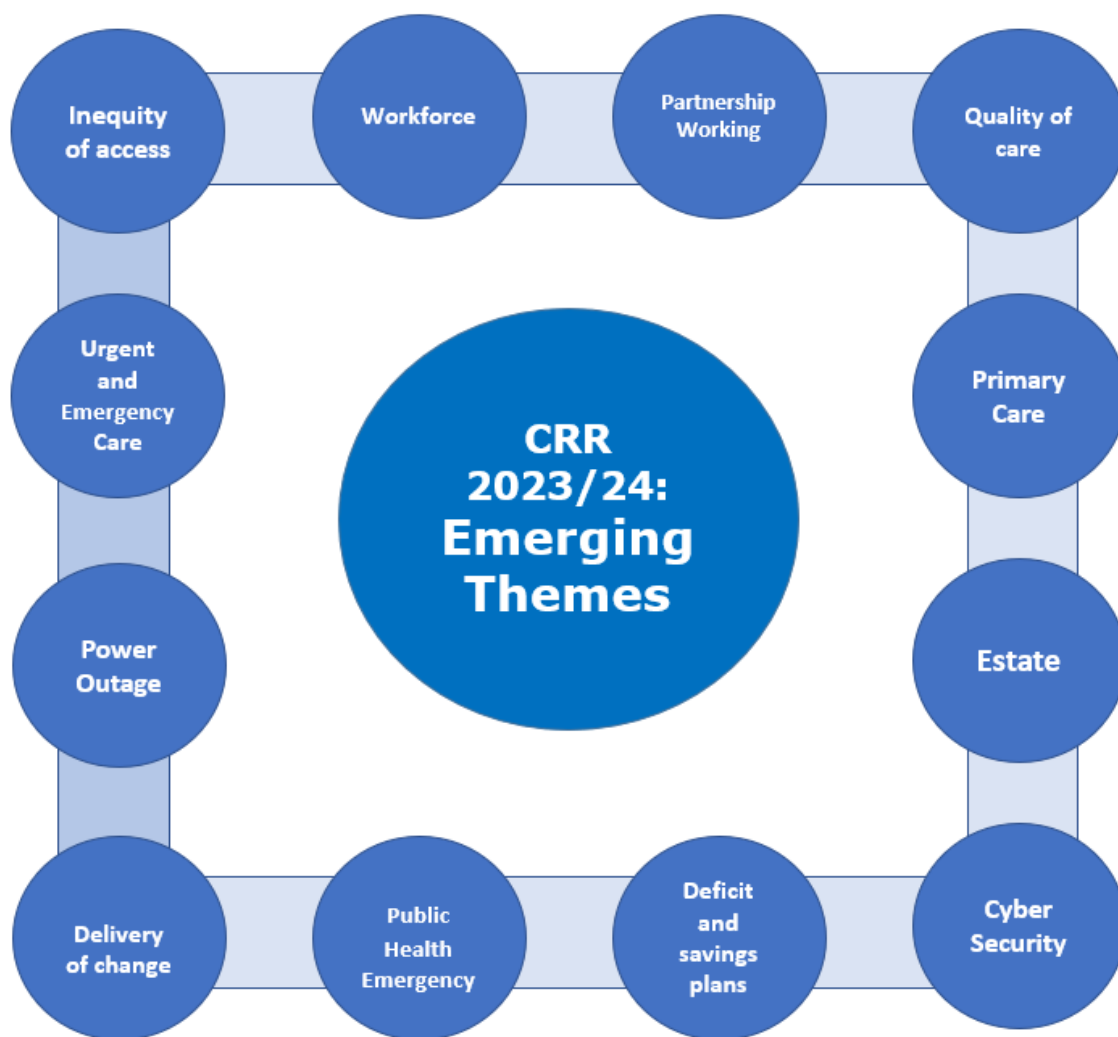 Inequity
of access
Workforce
Partnership
Working
Quality of
care
Urgent
and
Emergency
Care
CRR
2023/24:
Emerging
Themes
Primary
Care
Power
Outage
Estate
Delivery
of change
Public
Health
Emergency
Deficit
and
savings
plans
Cyber
Security